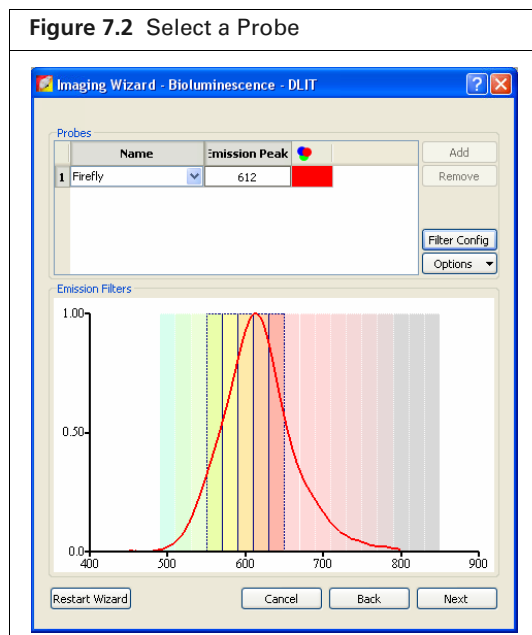 Figure 7.2 Select a Probe
Imaging Wizard - Bioluminescence - DLIT
Probes
Name Emission Peak
Add
1 Firefly 612
Remove
Filter Config
Options
Emission Filters
1.00
0.50
0.0
400 500 600 700 800 900
Restart Wizard Cancel Back Next